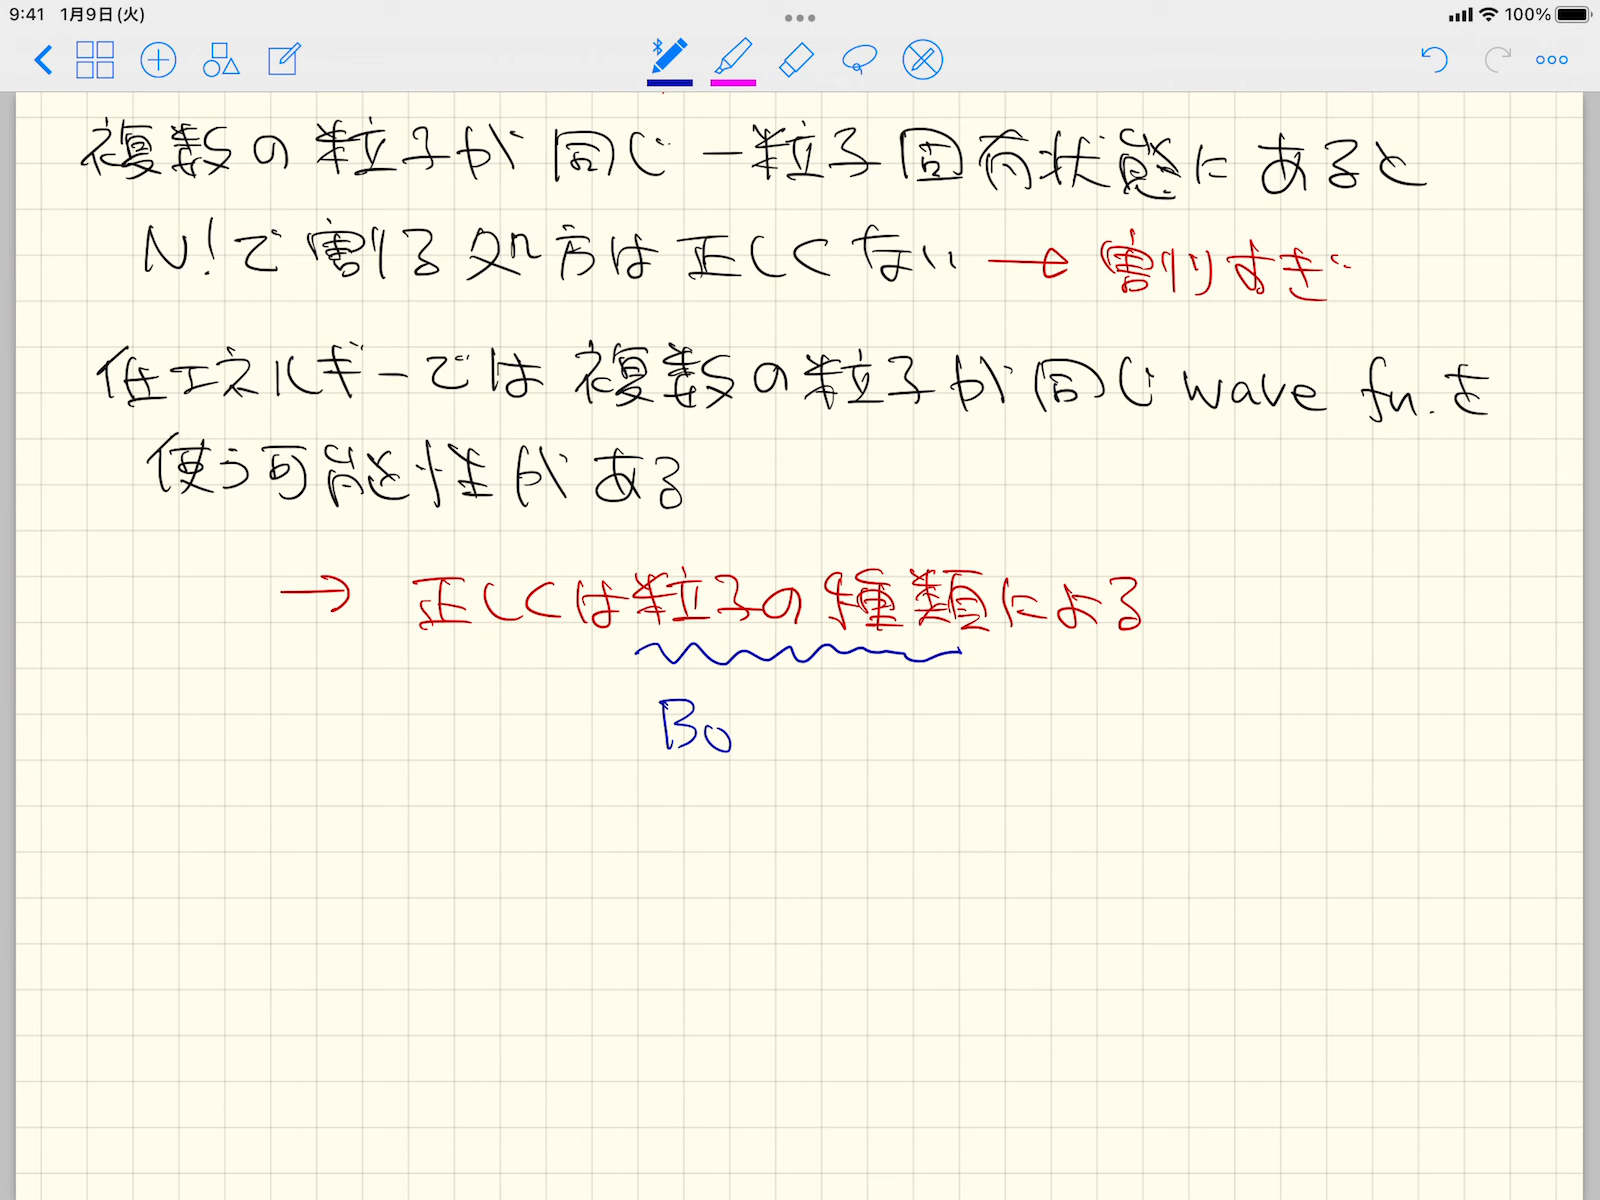 9:41 1月9日(火) 100%
複数の粒子が同じ一粒子固有状態にあると
N!で割る処方は正しくない → 割りすぎ
低エネルギーでは複数の粒子が同じ wave fn. を
使う可能性がある
→ 正しくは粒子の種類による
Bo